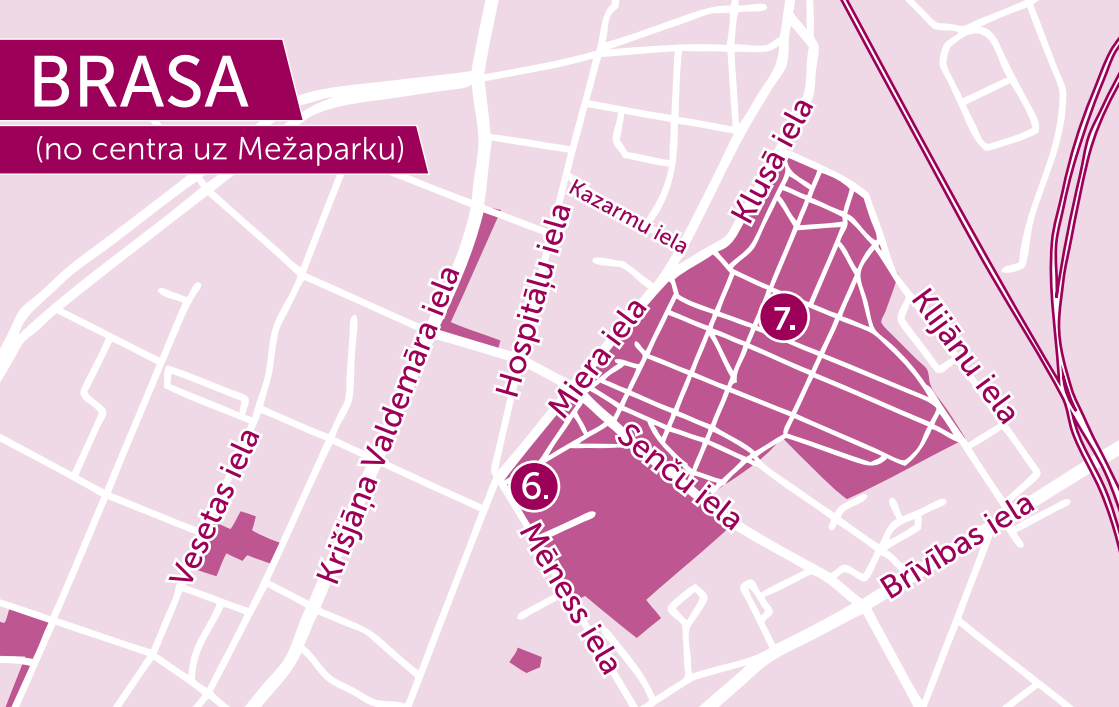 BRASA
(no centra uz Mežaparku)
Klusā iela
Kazarmu iela
Hospitāļu iela
Krišjāņa Valdemāra iela
Miera iela
7.
Klijānu iela
Senču iela
Vesetas iela
6.
Mēness iela
Brīvības iela